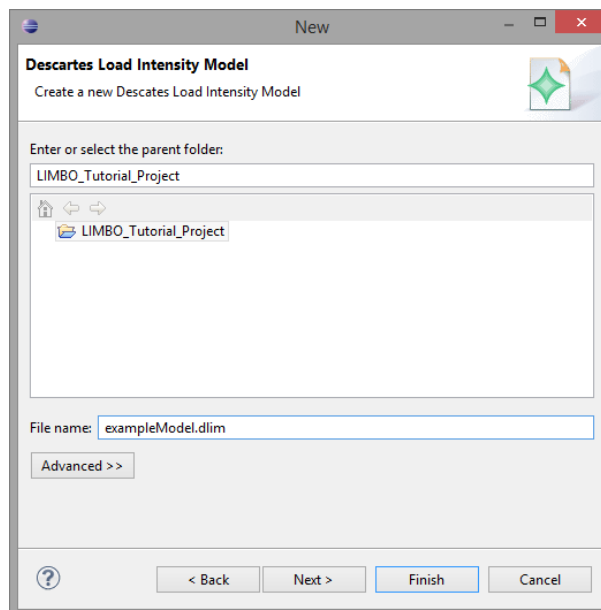 New
Descartes Load Intensity Model
Create a new Descates Load Intensity Model
Enter or select the parent folder:
LIMBO_Tutorial_Project
LIMBO_Tutorial_Project
File name: exampleModel.dlim
Advanced >>
? < Back Next > Finish Cancel